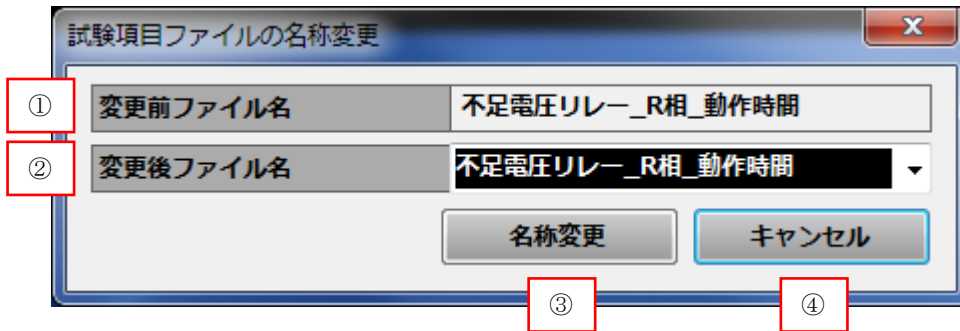 試験項目ファイルの名称変更
① 変更前ファイル名 不足電圧リレー_R相_動作時間
② 変更後ファイル名 不足電圧リレー_R相_動作時間
名称変更 キャンセル
③ ④